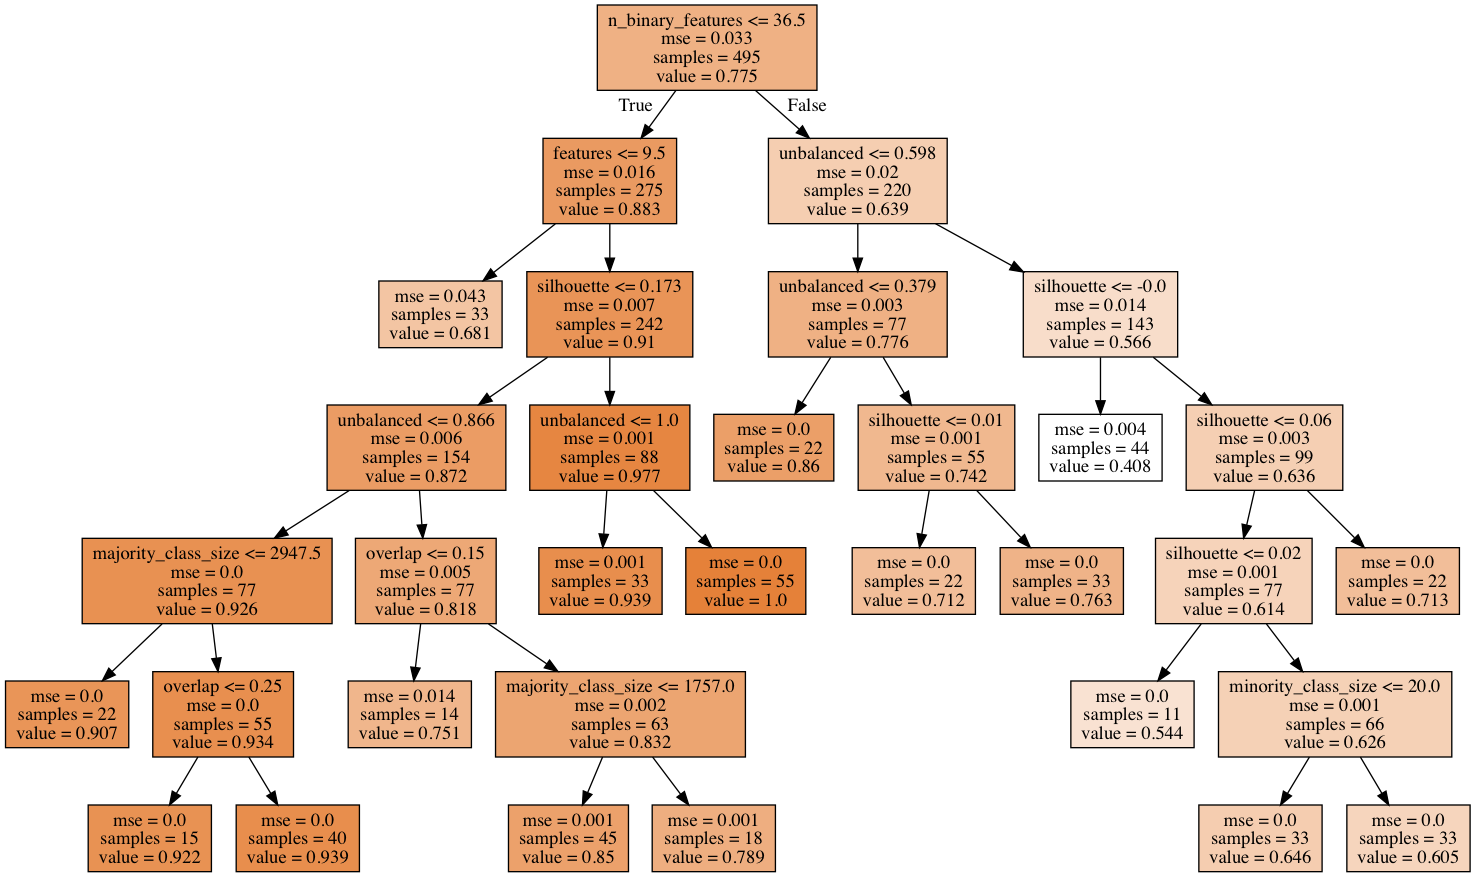 n_binary_features <= 36.5
mse = 0.033
samples = 495
value = 0.775
True
False
features <= 9.5
mse = 0.016
samples = 275
value = 0.883
unbalanced <= 0.598
mse = 0.02
samples = 220
value = 0.639
mse = 0.043
samples = 33
value = 0.681
silhouette <= 0.173
mse = 0.007
samples = 242
value = 0.91
unbalanced <= 0.379
mse = 0.003
samples = 77
value = 0.776
silhouette <= -0.0
mse = 0.014
samples = 143
value = 0.566
unbalanced <= 0.866
mse = 0.006
samples = 154
value = 0.872
unbalanced <= 1.0
mse = 0.001
samples = 88
value = 0.977
mse = 0.0
samples = 22
value = 0.86
silhouette <= 0.01
mse = 0.001
samples = 55
value = 0.742
mse = 0.004
samples = 44
value = 0.408
silhouette <= 0.06
mse = 0.003
samples = 99
value = 0.636
majority_class_size <= 2947.5
mse = 0.0
samples = 77
value = 0.926
overlap <= 0.15
mse = 0.005
samples = 77
value = 0.818
mse = 0.001
samples = 33
value = 0.939
mse = 0.0
samples = 55
value = 1.0
mse = 0.0
samples = 22
value = 0.712
mse = 0.0
samples = 33
value = 0.763
silhouette <= 0.02
mse = 0.001
samples = 77
value = 0.614
mse = 0.0
samples = 22
value = 0.713
mse = 0.0
samples = 22
value = 0.907
overlap <= 0.25
mse = 0.0
samples = 55
value = 0.934
mse = 0.014
samples = 14
value = 0.751
majority_class_size <= 1757.0
mse = 0.002
samples = 63
value = 0.832
mse = 0.0
samples = 11
value = 0.544
minority_class_size <= 20.0
mse = 0.001
samples = 66
value = 0.626
mse = 0.0
samples = 15
value = 0.922
mse = 0.0
samples = 40
value = 0.939
mse = 0.001
samples = 45
value = 0.85
mse = 0.001
samples = 18
value = 0.789
mse = 0.0
samples = 33
value = 0.646
mse = 0.0
samples = 33
value = 0.605